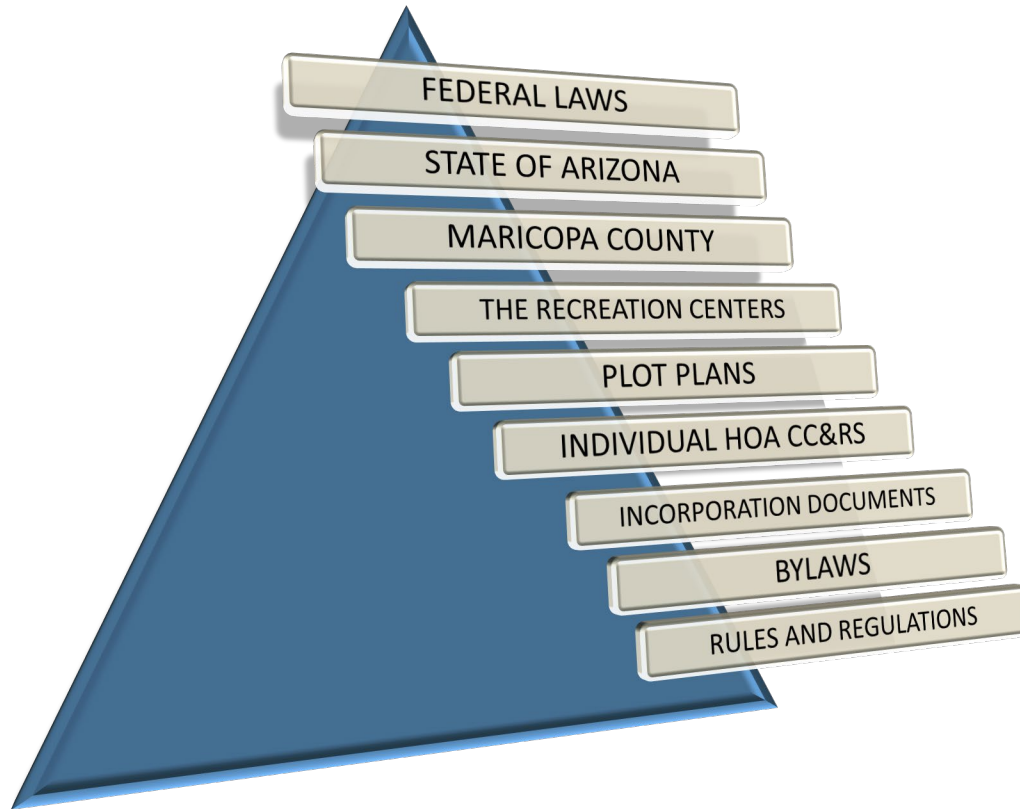 FEDERAL LAWS
STATE OF ARIZONA
MARICOPA COUNTY
THE RECREATION CENTERS
PLOT PLANS
INDIVIDUAL HOA CC&RS
INCORPORATION DOCUMENTS
BYLAWS
RULES AND REGULATIONS